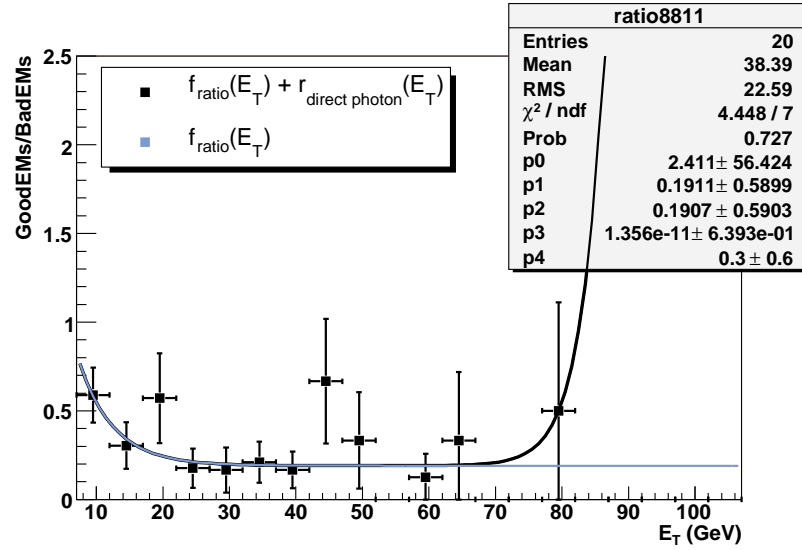 ratio8811
Entries 20
Mean 38.39
RMS 22.59
χ² / ndf 4.448 / 7
Prob 0.727
p0 2.411± 56.424
p1 0.1911± 0.5899
p2 0.1907 ± 0.5903
p3 1.356e-11± 6.393e-01
p4 0.3 ± 0.6
f_ratio(E_T) + r_direct photon(E_T)
f_ratio(E_T)
GoodEMs/BadEMs
2.5
2
1.5
1
0.5
0
10 20 30 40 50 60 70 80 90 100
E_T (GeV)